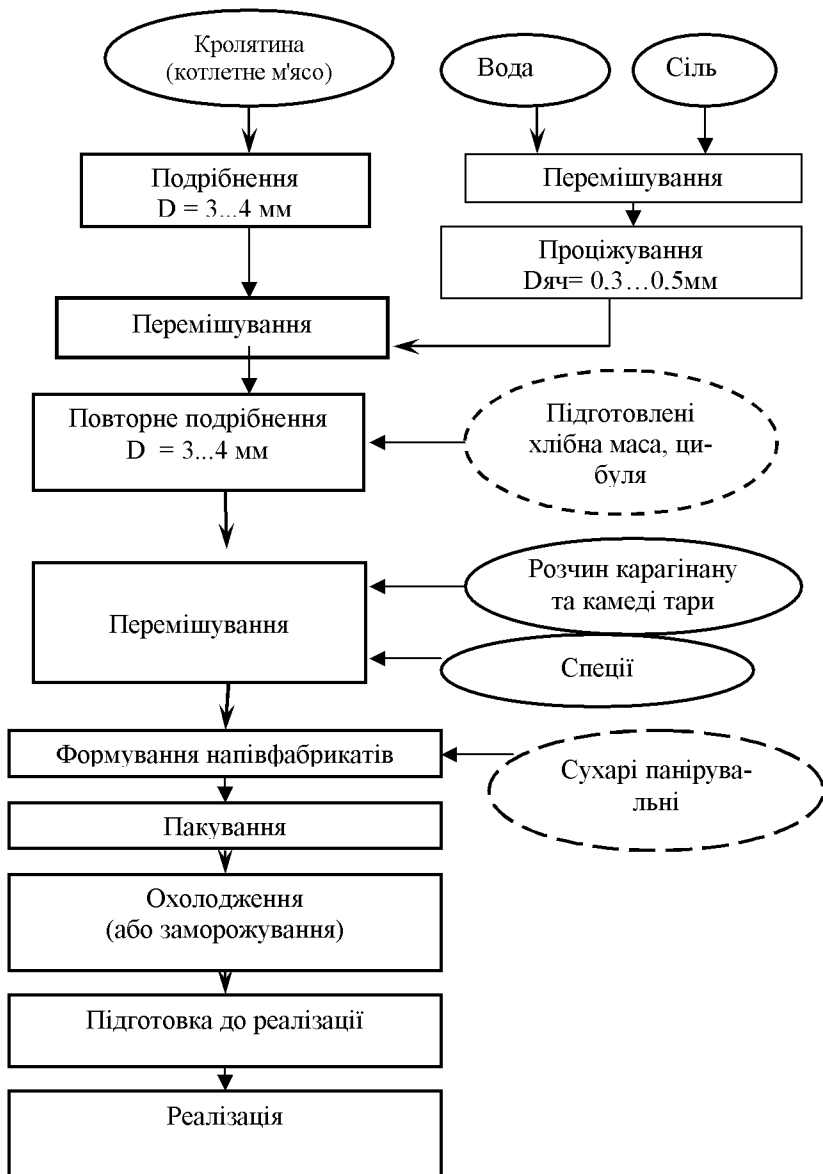 Кролятина
(котлетне м'ясо)
Вода
Сіль
Подрібнення
D = 3...4 мм
Перемішування
Проціжування
Dяч= 0,3…0,5мм
Перемішування
Повторне подрібнення
D = 3...4 мм
Підготовлені
хлібна маса, ци-
буля
Розчин карагінану
та камеді тари
Перемішування
Спеції
Формування напівфабрикатів
Сухарі панірува-
льні
Пакування
Охолодження
(або заморожування)
Підготовка до реалізації
Реалізація